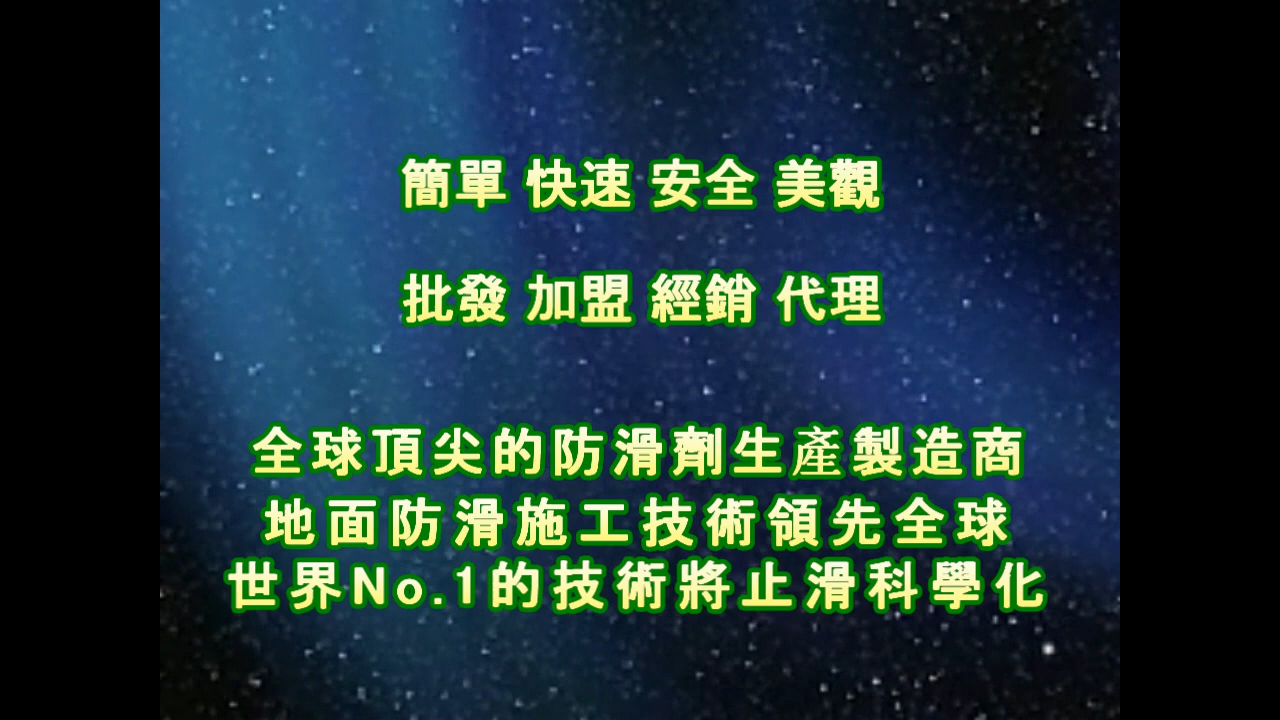 簡單 快速 安全 美觀
批發 加盟 經銷 代理
全球頂尖的防滑劑生產製造商
地面防滑施工技術領先全球
世界No.1的技術將止滑科學化